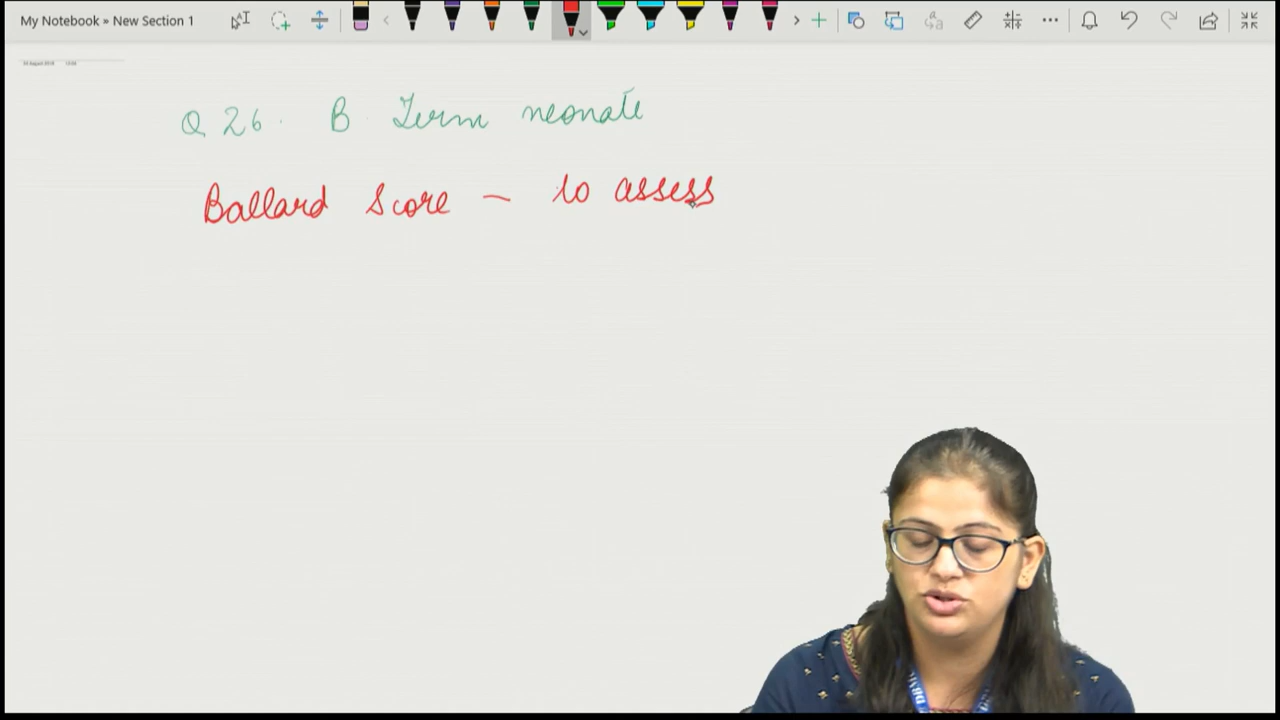 My Notebook » New Section 1
Q 26. B. Term neonate
Ballard Score - to assess